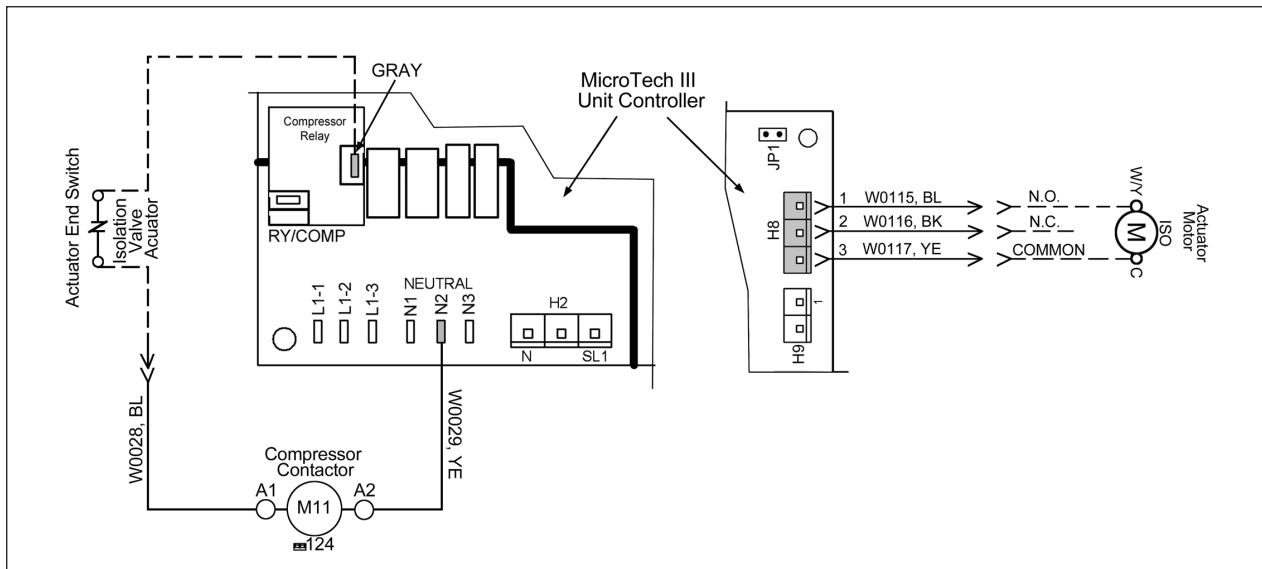 GRAY
MicroTech III
Unit Controller
Compressor
Relay
RY/COMP
Actuator End Switch
Isolation
Valve
Acuator
L1-1
L1-2
L1-3
NEUTRAL
N1
N2
N3
H2
N
SL1
W0028, BL
W0029, YE
Compressor
Contactor
A1
M11
A2
124
JP1
H8
1
W0115, BL
N.O.
2
W0116, BK
N.C.
3
W0117, YE
COMMON
W/Y
M
ISO
C
Actuator
Motor
1
H9